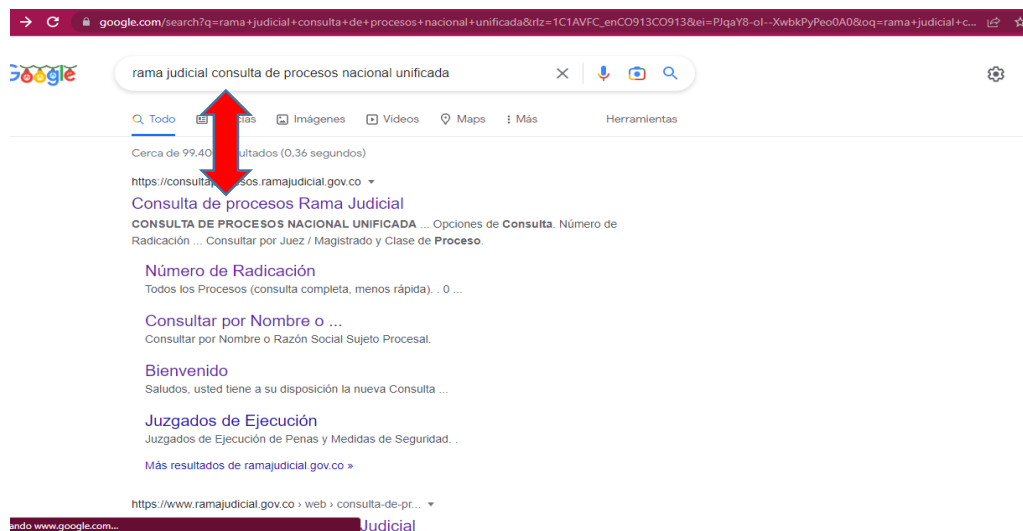 google.com/search?q=rama+judicial+consulta+de+procesos+nacional+unificada&rlz=1C1AVFC_enCO913CO913&ei=PJqaY8-ol--XwbkPyPeo0A0&oq=rama+judicial+c...
Google
rama judicial consulta de procesos nacional unificada
Todo Imágenes Vídeos Maps Más Herramientas
Cerca de 99.40 resultados (0,36 segundos)
.ramajudicial.gov.co
Consulta de procesos Rama Judicial
CONSULTA DE PROCESOS NACIONAL UNIFICADA ... Opciones de Consulta. Número de
Radicación ... Consultar por Juez / Magistrado y Clase de Proceso.
Número de Radicación
Todos los Procesos (consulta completa, menos rápida). . 0 ...
Consultar por Nombre o ...
Consultar por Nombre o Razón Social Sujeto Procesal.
Bienvenido
Saludos, usted tiene a su disposición la nueva Consulta ...
Juzgados de Ejecución
Juzgados de Ejecución de Penas y Medidas de Seguridad. .
Más resultados de ramajudicial.gov.co »
https://www.ramajudicial.gov.co › web › consulta-de-pr...
Judicial
ando www.google.com...